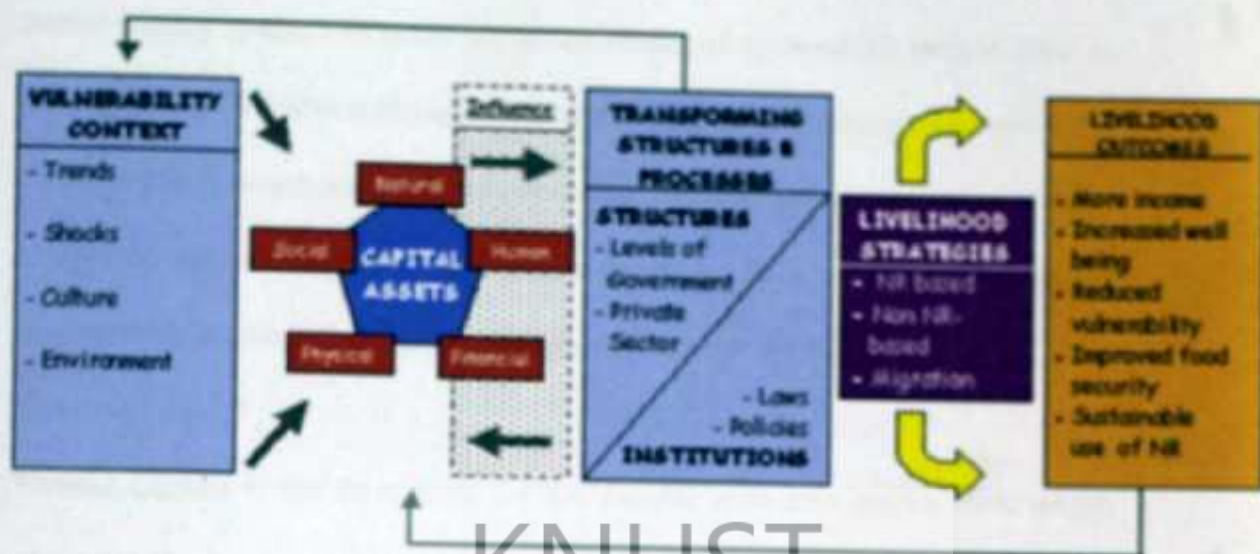 VULNERABILITY
CONTEXT
- Trends
- Shocks
- Culture
- Environment
Natural
Social
Human
CAPITAL
ASSETS
Physical
Financial
Influence
TRANSFORMING
STRUCTURES &
PROCESSES
STRUCTURES
- Levels of
Government
- Private
Sector
- Laws
- Policies
INSTITUTIONS
LIVELIHOOD
STRATEGIES
- NR based
- Non NR-
based
- Migration
LIVELIHOOD
OUTCOMES
- More income
- Increased well
being
- Reduced
vulnerability
- Improved food
security
- Sustainable
use of NR
KNUST